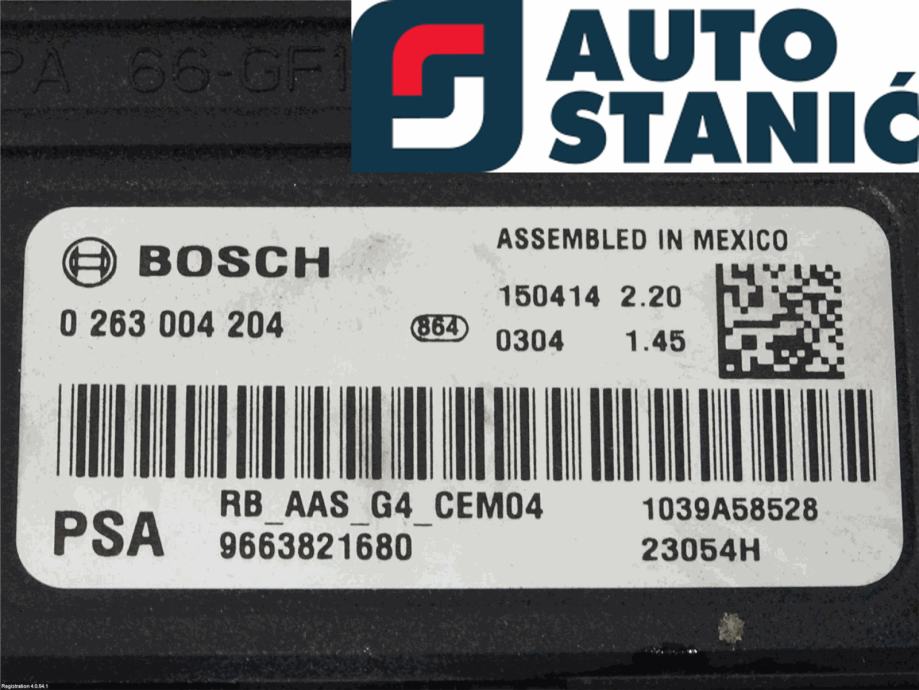 PA 66-GF1
AUTO
STANIĆ
BOSCH
ASSEMBLED IN MEXICO
0 263 004 204
864
150414 2.20
0304 1.45
RB_AAS_G4_CEM04
1039A58528
PSA
9663821680
23054H
Registration 4.0.54.1